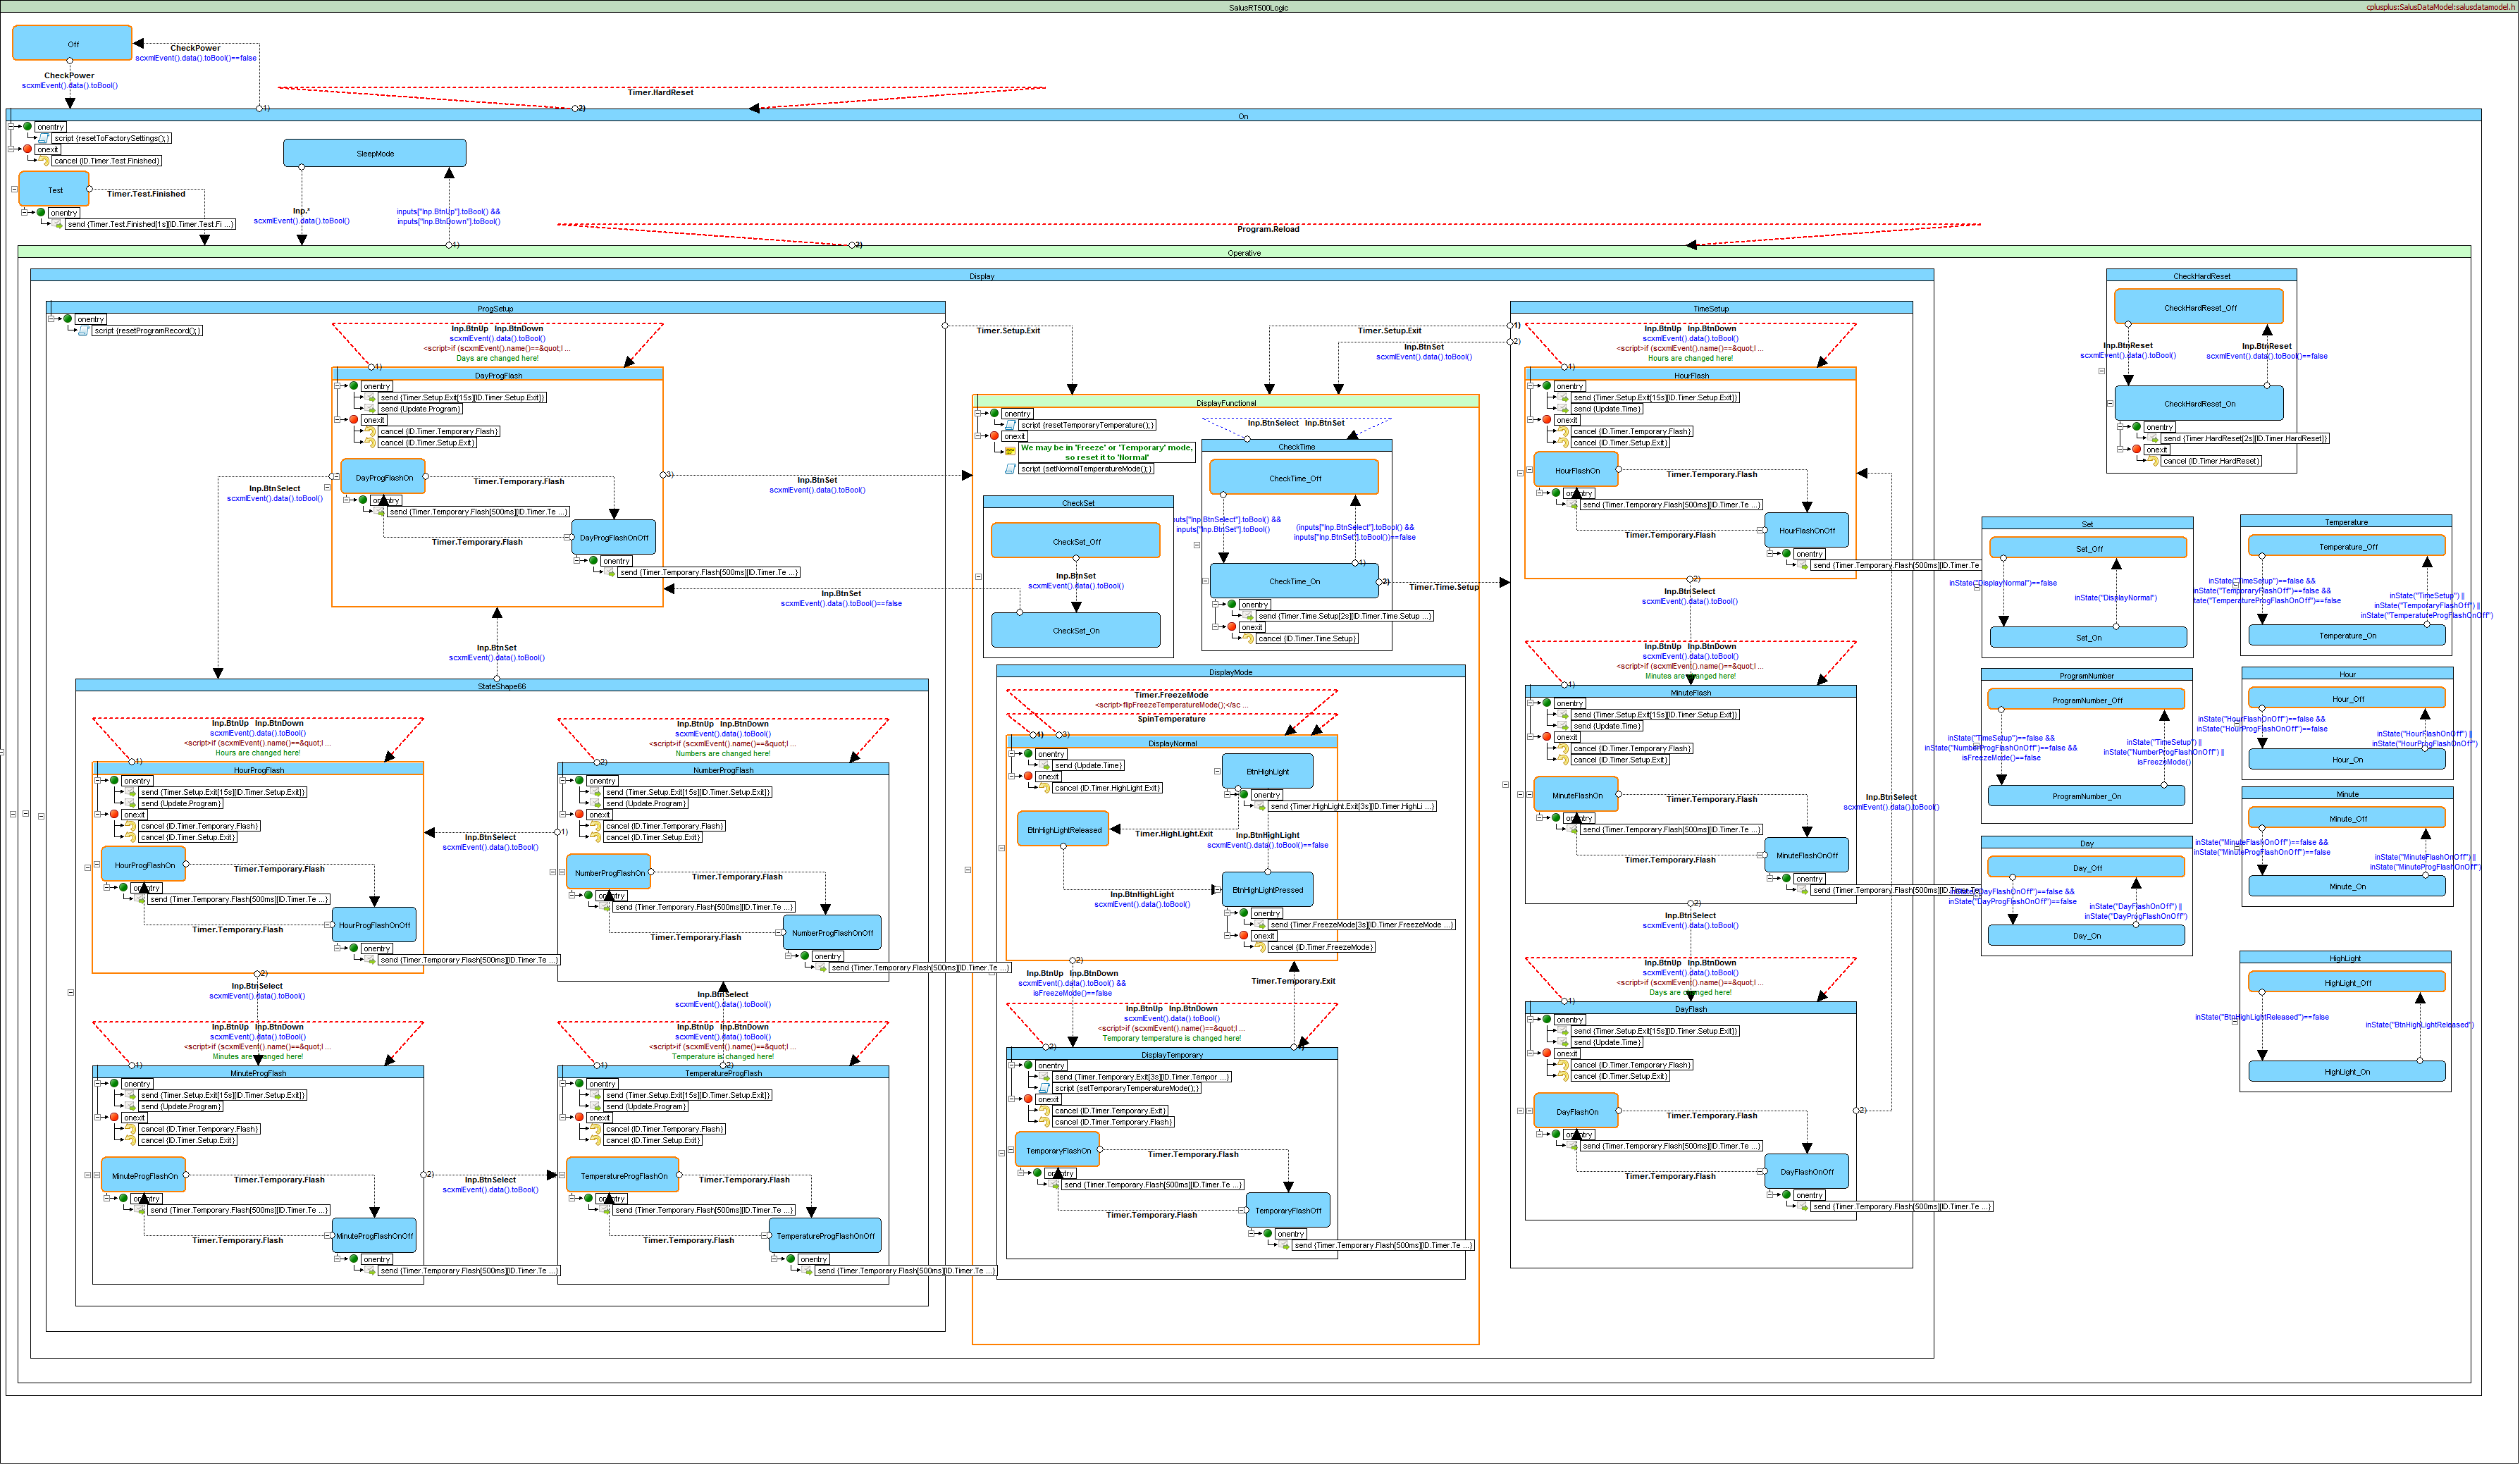 SalusRT500Logic
cplusplus:SalusDataModel:salusdatamodel.h
Off
CheckPower
scxmlEvent().data().toBool()==false
CheckPower
scxmlEvent().data().toBool()
Timer.HardReset
1)
2)
On
onentry
script {resetToFactorySettings();}
onexit
cancel {ID.Timer.Test.Finished}
SleepMode
Test
Timer.Test.Finished
onentry
send {Timer.Test.Finished[1s][ID.Timer.Test.Fi ...}
Inp.*
scxmlEvent().data().toBool()
inputs["Inp.BtnUp"].toBool() &&
inputs["Inp.BtnDown"].toBool()
Program.Reload
1)
2)
Operative
Display
ProgSetup
onentry
script {resetProgramRecord();}
Inp.BtnUp Inp.BtnDown
scxmlEvent().data().toBool()
<script>if (scxmlEvent().name()==&quot;I ...
Days are changed here!
1)
DayProgFlash
onentry
send {Timer.Setup.Exit[15s][ID.Timer.Setup.Exit]}
send {Update.Program}
onexit
cancel {ID.Timer.Temporary.Flash}
cancel {ID.Timer.Setup.Exit}
DayProgFlashOn
Timer.Temporary.Flash
onentry
send {Timer.Temporary.Flash[500ms][ID.Timer.Te ...}
DayProgFlashOnOff
Timer.Temporary.Flash
onentry
send {Timer.Temporary.Flash[500ms][ID.Timer.Te ...}
Inp.BtnSelect
scxmlEvent().data().toBool()
3)
Inp.BtnSet
scxmlEvent().data().toBool()
Inp.BtnSet
scxmlEvent().data().toBool()==false
Inp.BtnSet
scxmlEvent().data().toBool()
StateShape66
Inp.BtnUp Inp.BtnDown
scxmlEvent().data().toBool()
<script>if (scxmlEvent().name()==&quot;I ...
Hours are changed here!
1)
HourProgFlash
onentry
send {Timer.Setup.Exit[15s][ID.Timer.Setup.Exit]}
send {Update.Program}
onexit
cancel {ID.Timer.Temporary.Flash}
cancel {ID.Timer.Setup.Exit}
HourProgFlashOn
Timer.Temporary.Flash
onentry
send {Timer.Temporary.Flash[500ms][ID.Timer.Te ...}
HourProgFlashOnOff
Timer.Temporary.Flash
onentry
send {Timer.Temporary.Flash[500ms][ID.Timer.Te ...}
2)
Inp.BtnSelect
scxmlEvent().data().toBool()
Inp.BtnUp Inp.BtnDown
scxmlEvent().data().toBool()
<script>if (scxmlEvent().name()==&quot;I ...
Numbers are changed here!
2)
NumberProgFlash
onentry
send {Timer.Setup.Exit[15s][ID.Timer.Setup.Exit]}
send {Update.Program}
onexit
cancel {ID.Timer.Temporary.Flash}
cancel {ID.Timer.Setup.Exit}
1)
Inp.BtnSelect
scxmlEvent().data().toBool()
NumberProgFlashOn
Timer.Temporary.Flash
onentry
send {Timer.Temporary.Flash[500ms][ID.Timer.Te ...}
NumberProgFlashOnOff
Timer.Temporary.Flash
onentry
send {Timer.Temporary.Flash[500ms][ID.Timer.Te ...}
Inp.BtnSelect
scxmlEvent().data().toBool()
Inp.BtnUp Inp.BtnDown
scxmlEvent().data().toBool()
<script>if (scxmlEvent().name()==&quot;I ...
Minutes are changed here!
1)
MinuteProgFlash
onentry
send {Timer.Setup.Exit[15s][ID.Timer.Setup.Exit]}
send {Update.Program}
onexit
cancel {ID.Timer.Temporary.Flash}
cancel {ID.Timer.Setup.Exit}
MinuteProgFlashOn
Timer.Temporary.Flash
onentry
send {Timer.Temporary.Flash[500ms][ID.Timer.Te ...}
MinuteProgFlashOnOff
Timer.Temporary.Flash
onentry
send {Timer.Temporary.Flash[500ms][ID.Timer.Te ...}
2)
Inp.BtnSelect
scxmlEvent().data().toBool()
Inp.BtnUp Inp.BtnDown
scxmlEvent().data().toBool()
<script>if (scxmlEvent().name()==&quot;I ...
Temperature is changed here!
1)
2)
TemperatureProgFlash
onentry
send {Timer.Setup.Exit[15s][ID.Timer.Setup.Exit]}
send {Update.Program}
onexit
cancel {ID.Timer.Temporary.Flash}
cancel {ID.Timer.Setup.Exit}
TemperatureProgFlashOn
Timer.Temporary.Flash
onentry
send {Timer.Temporary.Flash[500ms][ID.Timer.Te ...}
TemperatureProgFlashOnOff
Timer.Temporary.Flash
onentry
send {Timer.Temporary.Flash[500ms][ID.Timer.Te ...}
Timer.Setup.Exit
DisplayFunctional
onentry
script {resetTemporaryTemperature();}
onexit
We may be in 'Freeze' or 'Temporary' mode,
so reset it to 'Normal'
script {setNormalTemperatureMode();}
CheckSet
CheckSet_Off
Inp.BtnSet
scxmlEvent().data().toBool()
CheckSet_On
Inp.BtnSelect Inp.BtnSet
CheckTime
CheckTime_Off
uts["Inp.BtnSelect"].toBool() &&
inputs["Inp.BtnSet"].toBool()
(inputs["Inp.BtnSelect"].toBool() &&
inputs["Inp.BtnSet"].toBool())==false
1)
CheckTime_On
2)
Timer.Time.Setup
onentry
send {Timer.Time.Setup[2s][ID.Timer.Time.Setup ...}
onexit
cancel {ID.Timer.Time.Setup}
DisplayMode
Timer.FreezeMode
<script>flipFreezeTemperatureMode();</sc ...
SpinTemperature
1)
3)
DisplayNormal
onentry
send {Update.Time}
onexit
cancel {ID.Timer.HighLight.Exit}
BtnHighLight
onentry
send {Timer.HighLight.Exit[3s][ID.Timer.HighLi ...}
BtnHighLightReleased
Timer.HighLight.Exit
Inp.BtnHighLight
scxmlEvent().data().toBool()==false
Inp.BtnHighLight
scxmlEvent().data().toBool()
BtnHighLightPressed
onentry
send {Timer.FreezeMode[3s][ID.Timer.FreezeMode ...}
onexit
cancel {ID.Timer.FreezeMode}
2)
Inp.BtnUp Inp.BtnDown
scxmlEvent().data().toBool() &&
isFreezeMode()==false
Timer.Temporary.Exit
Inp.BtnUp Inp.BtnDown
scxmlEvent().data().toBool()
<script>if (scxmlEvent().name()==&quot;I ...
Temporary temperature is changed here!
2)
DisplayTemporary
onentry
send {Timer.Temporary.Exit[3s][ID.Timer.Tempor ...}
script {setTemporaryTemperatureMode();}
onexit
cancel {ID.Timer.Temporary.Exit}
cancel {ID.Timer.Temporary.Flash}
TemporaryFlashOn
Timer.Temporary.Flash
onentry
send {Timer.Temporary.Flash[500ms][ID.Timer.Te ...}
TemporaryFlashOff
Timer.Temporary.Flash
onentry
send {Timer.Temporary.Flash[500ms][ID.Timer.Te ...}
Timer.Setup.Exit
1)
Inp.BtnSet
scxmlEvent().data().toBool()
2)
TimeSetup
Inp.BtnUp Inp.BtnDown
scxmlEvent().data().toBool()
<script>if (scxmlEvent().name()==&quot;I ...
Hours are changed here!
1)
HourFlash
onentry
send {Timer.Setup.Exit[15s][ID.Timer.Setup.Exit]}
send {Update.Time}
onexit
cancel {ID.Timer.Temporary.Flash}
cancel {ID.Timer.Setup.Exit}
HourFlashOn
Timer.Temporary.Flash
onentry
send {Timer.Temporary.Flash[500ms][ID.Timer.Te ...}
HourFlashOnOff
Timer.Temporary.Flash
onentry
send {Timer.Temporary.Flash[500ms][ID.Timer.Te
2)
Inp.BtnSelect
scxmlEvent().data().toBool()
Inp.BtnUp Inp.BtnDown
scxmlEvent().data().toBool()
<script>if (scxmlEvent().name()==&quot;I ...
Minutes are changed here!
1)
MinuteFlash
onentry
send {Timer.Setup.Exit[15s][ID.Timer.Setup.Exit]}
send {Update.Time}
onexit
cancel {ID.Timer.Temporary.Flash}
cancel {ID.Timer.Setup.Exit}
MinuteFlashOn
Timer.Temporary.Flash
onentry
send {Timer.Temporary.Flash[500ms][ID.Timer.Te ...}
MinuteFlashOnOff
Timer.Temporary.Flash
onentry
send {Timer.Temporary.Flash[500ms][ID.Timer.Te
Inp.BtnSelect
scxmlEvent().data().toBool()
2)
Inp.BtnSelect
scxmlEvent().data().toBool()
Inp.BtnUp Inp.BtnDown
scxmlEvent().data().toBool()
<script>if (scxmlEvent().name()==&quot;I ...
Days are changed here!
1)
DayFlash
onentry
send {Timer.Setup.Exit[15s][ID.Timer.Setup.Exit]}
send {Update.Time}
onexit
cancel {ID.Timer.Temporary.Flash}
cancel {ID.Timer.Setup.Exit}
DayFlashOn
2)
Timer.Temporary.Flash
onentry
send {Timer.Temporary.Flash[500ms][ID.Timer.Te ...}
DayFlashOnOff
Timer.Temporary.Flash
onentry
send {Timer.Temporary.Flash[500ms][ID.Timer.Te ...}
CheckHardReset
CheckHardReset_Off
Inp.BtnReset
scxmlEvent().data().toBool()
Inp.BtnReset
scxmlEvent().data().toBool()==false
CheckHardReset_On
onentry
send {Timer.HardReset[2s][ID.Timer.HardReset]}
onexit
cancel {ID.Timer.HardReset}
Set
Set_Off
inState("DisplayNormal")==false
inState("DisplayNormal")
Set_On
Temperature
Temperature_Off
inState("TimeSetup")==false &&
inState("TemporaryFlashOff")==false &&
tate("TemperatureProgFlashOnOff")==false
inState("TimeSetup") ||
inState("TemporaryFlashOff") ||
inState("TemperatureProgFlashOnOff")
Temperature_On
ProgramNumber
ProgramNumber_Off
inState("TimeSetup")==false &&
inState("NumberProgFlashOnOff")==false &&
isFreezeMode()==false
inState("TimeSetup") ||
inState("NumberProgFlashOnOff") ||
isFreezeMode()
ProgramNumber_On
Hour
Hour_Off
inState("HourFlashOnOff")==false &&
inState("HourProgFlashOnOff")==false
inState("HourFlashOnOff") ||
inState("HourProgFlashOnOff")
Hour_On
Minute
Minute_Off
inState("MinuteFlashOnOff")==false &&
inState("MinuteProgFlashOnOff")==false
inState("MinuteFlashOnOff") ||
inState("MinuteProgFlashOnOff")
Minute_On
Day
Day_Off
inState("DayFlashOnOff")==false &&
inState("DayProgFlashOnOff")==false
inState("DayFlashOnOff") ||
inState("DayProgFlashOnOff")
Day_On
HighLight
HighLight_Off
inState("BtnHighLightReleased")==false
inState("BtnHighLightReleased")
HighLight_On